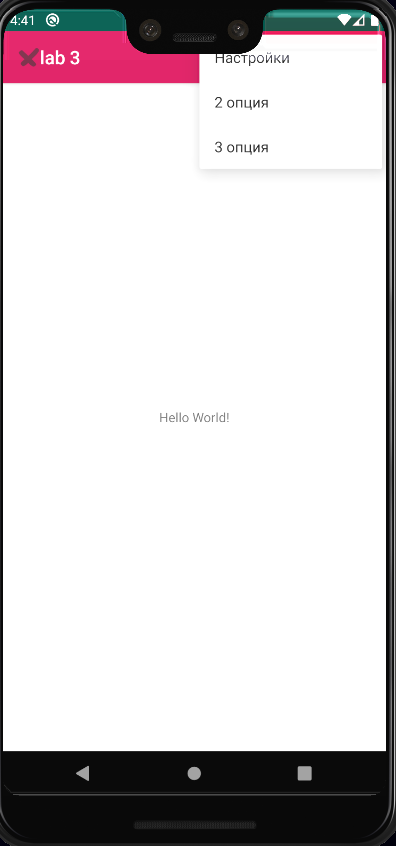 4:41
lab 3
Настройки
2 опция
3 опция
Hello World!